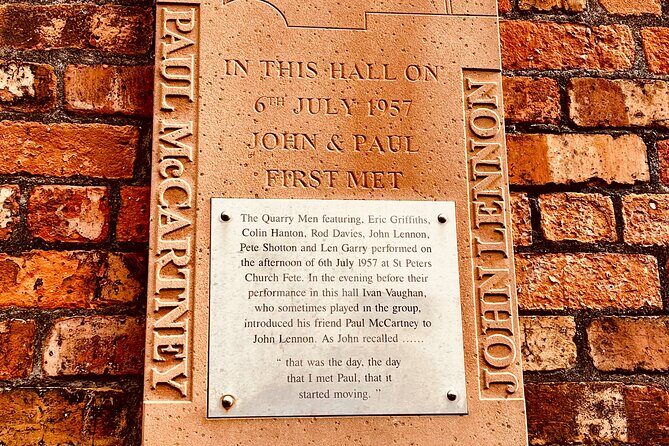 IN THIS HALL ON
6TH JULY 1957
JOHN & PAUL
FIRST MET
PAUL McCARTNEY
JOHN LENNON
The Quarry Men featuring, Eric Griffiths,
Colin Hanton, Rod Davies, John Lennon,
Pete Shotton and Len Garry performed on
the afternoon of 6th July 1957 at St Peters
Church Fete. In the evening before their
performance in this hall Ivan Vaughan,
who sometimes played in the group,
introduced his friend Paul McCartney to
John Lennon. As John recalled ......
“ that was the day, the day
that I met Paul, that it
started moving. ”